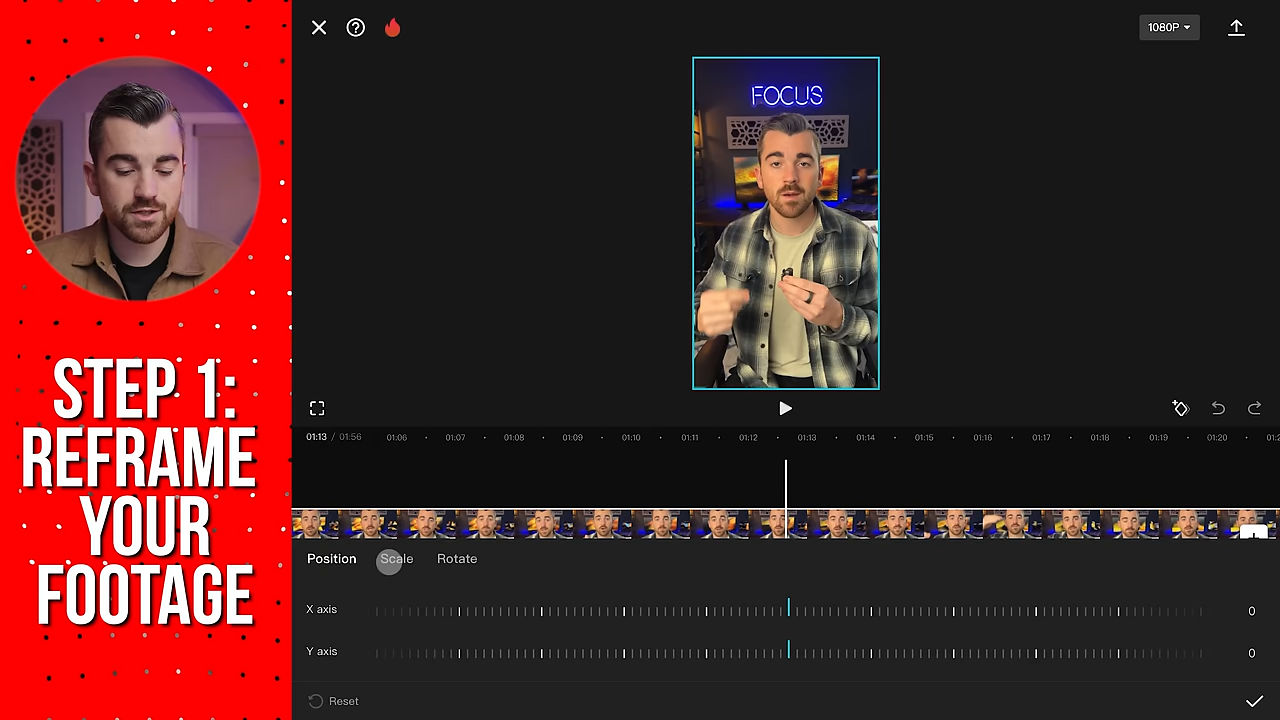 STEP 1:
REFRAME
YOUR
FOOTAGE
1080P
FOCUS
01:13 / 01:56
01:06 01:07 01:08 01:09 01:10 01:11 01:12 01:13 01:14 01:15 01:16 01:17 01:18 01:19 01:20
Position Scale Rotate
X axis 0
Y axis 0
Reset